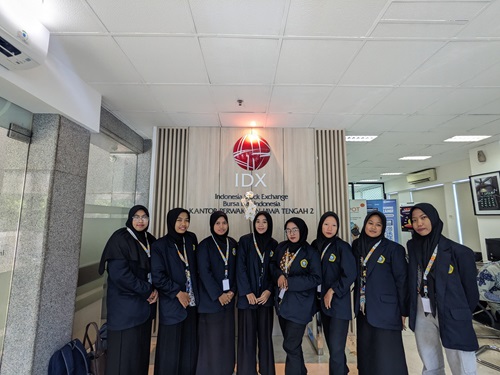 IDX
Indonesia Stock Exchange
Bursa Efek Indonesia
KANTOR PERWAKILAN JAWA TENGAH 2